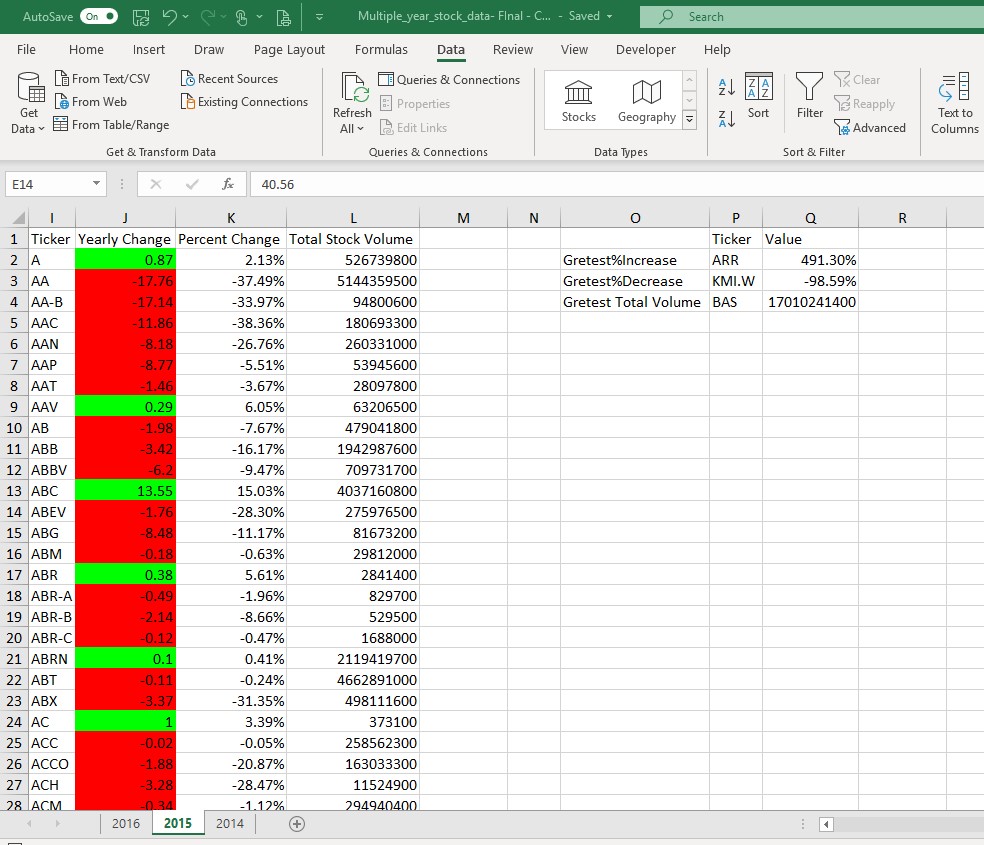 AutoSave On Multiple_year_stock_data- FInal - C... - Saved Search
File Home Insert Draw Page Layout Formulas Data Review View Developer Help
Get Data From Text/CSV From Web From Table/Range Recent Sources Existing Connections
Refresh All Queries & Connections Properties Edit Links
Stocks Geography
Sort Filter Clear Reapply Advanced
Text to Columns
Get & Transform Data Queries & Connections Data Types Sort & Filter
E14 fx 40.56
I J K L M N O P Q R
1 Ticker Yearly Change Percent Change Total Stock Volume Ticker Value
2 A 0.87 2.13% 526739800 Gretest%Increase ARR 491.30%
3 AA -17.76 -37.49% 5144359500 Gretest%Decrease KMI.W -98.59%
4 AA-B -17.14 -33.97% 94800600 Gretest Total Volume BAS 17010241400
5 AAC -11.86 -38.36% 180693300
6 AAN -8.18 -26.76% 260331000
7 AAP -8.77 -5.51% 53945600
8 AAT -1.46 -3.67% 28097800
9 AAV 0.29 6.05% 63206500
10 AB -1.98 -7.67% 479041800
11 ABB -3.42 -16.17% 1942987600
12 ABBV -6.2 -9.47% 709731700
13 ABC 13.55 15.03% 4037160800
14 ABEV -1.76 -28.30% 275976500
15 ABG -8.48 -11.17% 81673200
16 ABM -0.18 -0.63% 29812000
17 ABR 0.38 5.61% 2841400
18 ABR-A -0.49 -1.96% 829700
19 ABR-B -2.14 -8.66% 529500
20 ABR-C -0.12 -0.47% 1688000
21 ABRN 0.1 0.41% 2119419700
22 ABT -0.11 -0.24% 4662891000
23 ABX -3.37 -31.35% 498111600
24 AC 1 3.39% 373100
25 ACC -0.02 -0.05% 258562300
26 ACCO -1.88 -20.87% 163033300
27 ACH -3.28 -28.47% 11524900
28 ACM -0.34 -1.12% 294940400
2016 2015 2014